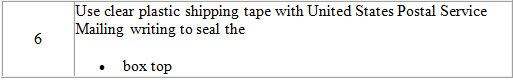 Use clear plastic shipping tape with United States Postal Service
6
Mailing writing to seal the
• box top